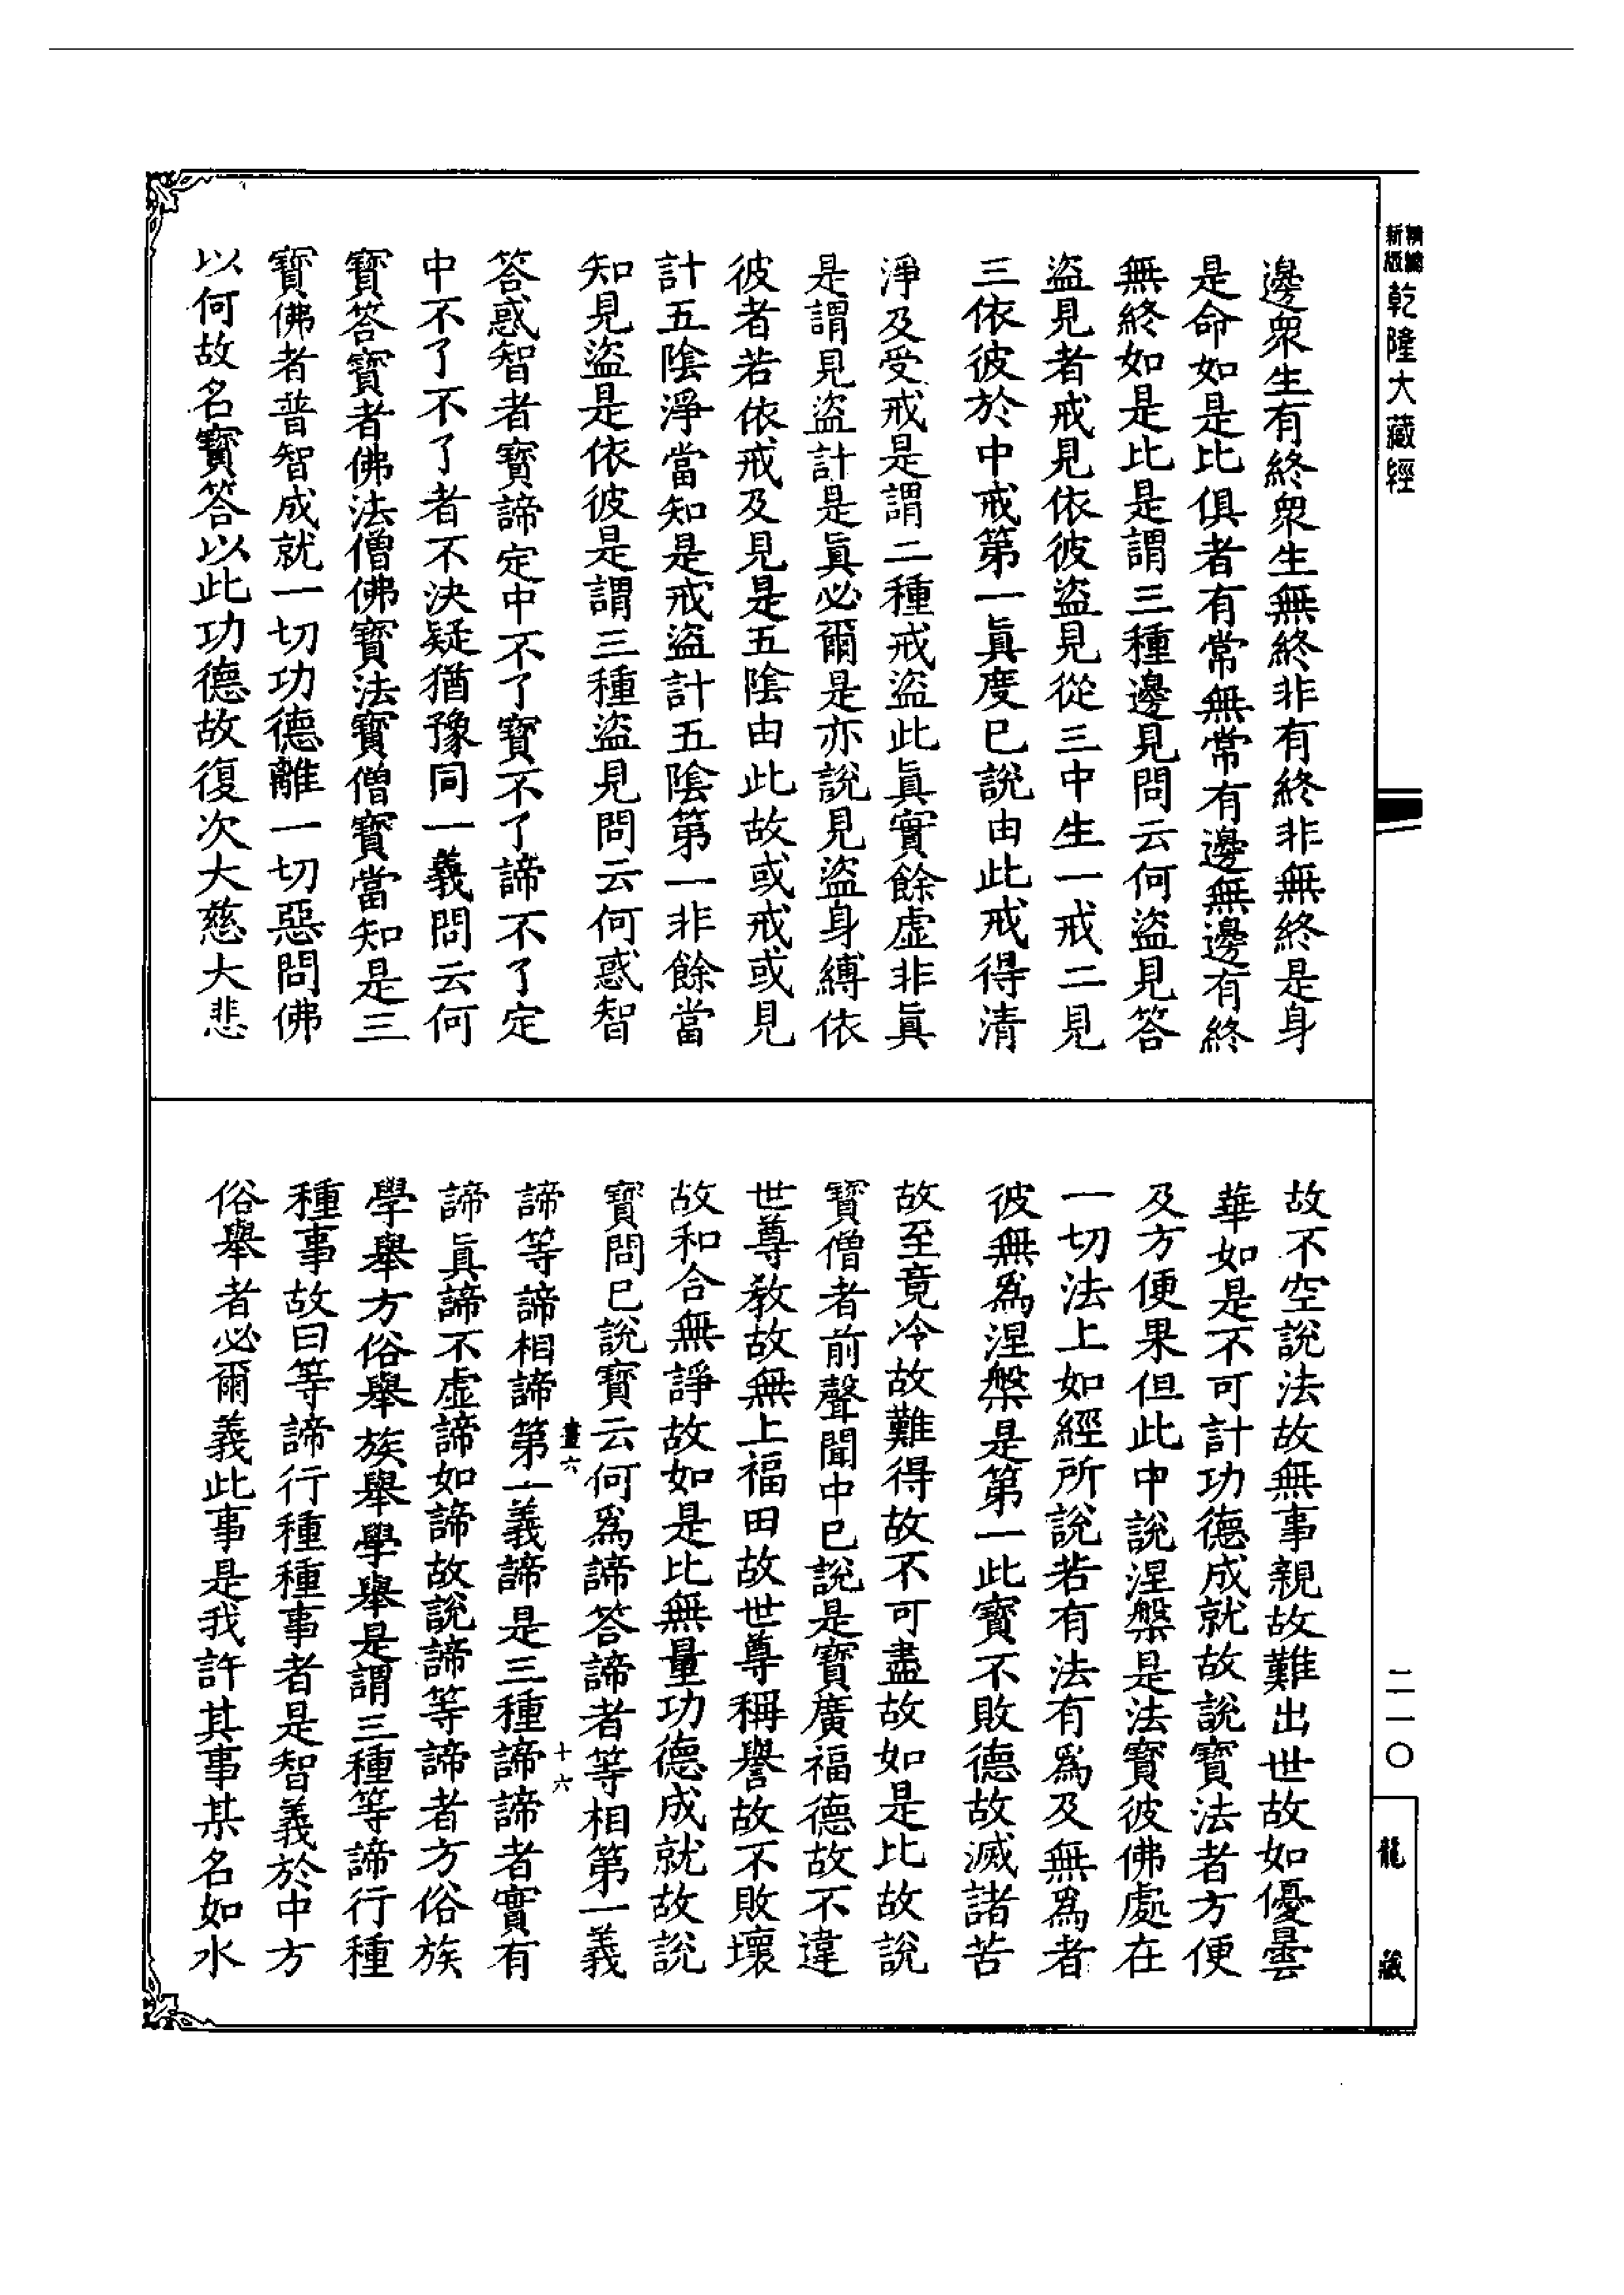 新編
縮版
乾隆大藏經
邊衆生有終衆生無終非有終非無終是身
是命如是比俱者有常無常有邊無邊有終
無終如是比是謂三種邊見問云何盜見答
盜見者戒見依彼盜見從三中生一戒二見
三依彼於中戒第一眞度已說由此戒得清
淨及受戒是謂二種戒盜此眞實餘虛非眞
是謂見盜計是眞必爾是亦說見盜身縛依
彼者若依戒及見是五陰由此故或戒或見
計五陰淨當知是戒盜計五陰第一非餘當
知見盜是依彼是謂三種盜見問云何惑智
答惑智者寶諦定中不了寶不了諦不了定
中不了不了者不決疑猶豫同一義問云何
寶答寶者佛法僧佛寶法寶僧寶當知是三
寶佛者普智成就一切功德離一切惡問佛
以何故名寶答以此功德故復次大慈大悲
故不空說法故無事親故難出世故如優曇
華如是不可計功德成就故說寶法者方便
及方便果但此中說涅槃是法寶彼佛處在
一切法上如經所說若有法有爲及無爲者
彼無爲涅槃是第一此寶不敗德故滅諸苦
故至竟冷故難得故不可盡故如是比故說
寶僧者前聲聞中已說是寶廣福德故不違
世尊教故無上福田故世尊稱譽故不敗壞
故和合無諍故如是比無量功德成就故說
寶問已說寶云何爲諦答諦者等相第一義
畫六
十六
諦等諦相諦第一義諦是三種諦諦者實有
諦眞諦不虛諦如諦故說諦等諦者方俗族
學舉方俗舉族舉學舉是謂三種等諦行種
種事故曰等諦行種種事者是智義於中方
俗舉者必爾義此事是我許其事某名如水
二一〇
龍藏